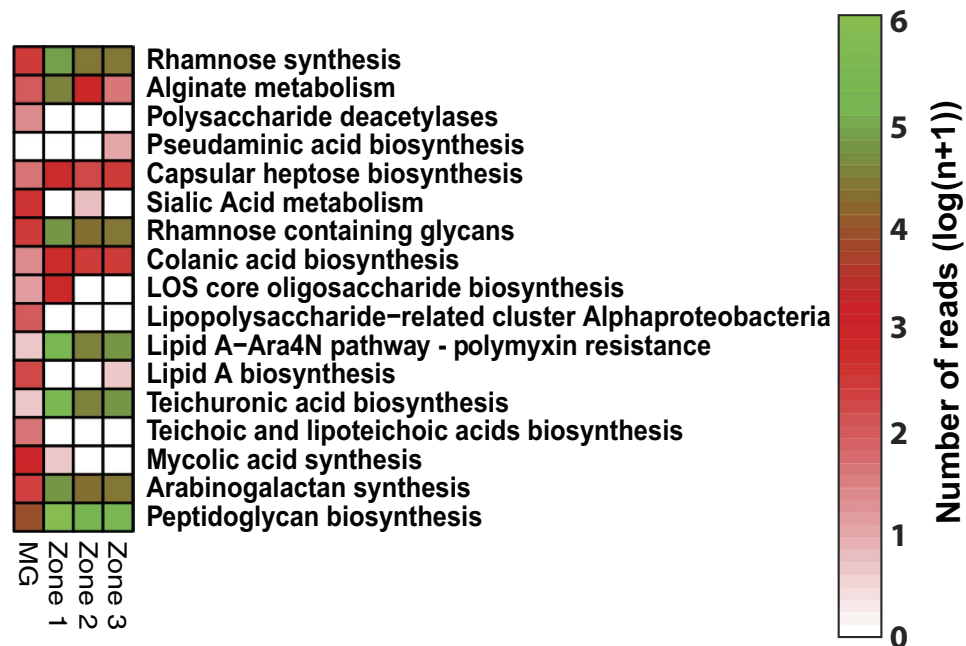 Rhamnose synthesis
Alginate metabolism
Polysaccharide deacetylases
Pseudaminic acid biosynthesis
Capsular heptose biosynthesis
Sialic Acid metabolism
Rhamnose containing glycans
Colanic acid biosynthesis
LOS core oligosaccharide biosynthesis
Lipopolysaccharide−related cluster Alphaproteobacteria
Lipid A−Ara4N pathway - polymyxin resistance
Lipid A biosynthesis
Teichuronic acid biosynthesis
Teichoic and lipoteichoic acids biosynthesis
Mycolic acid synthesis
Arabinogalactan synthesis
Peptidoglycan biosynthesis
MG
Zone 1
Zone 2
Zone 3
6
5
4
3
2
1
0
Number of reads (log(n+1))